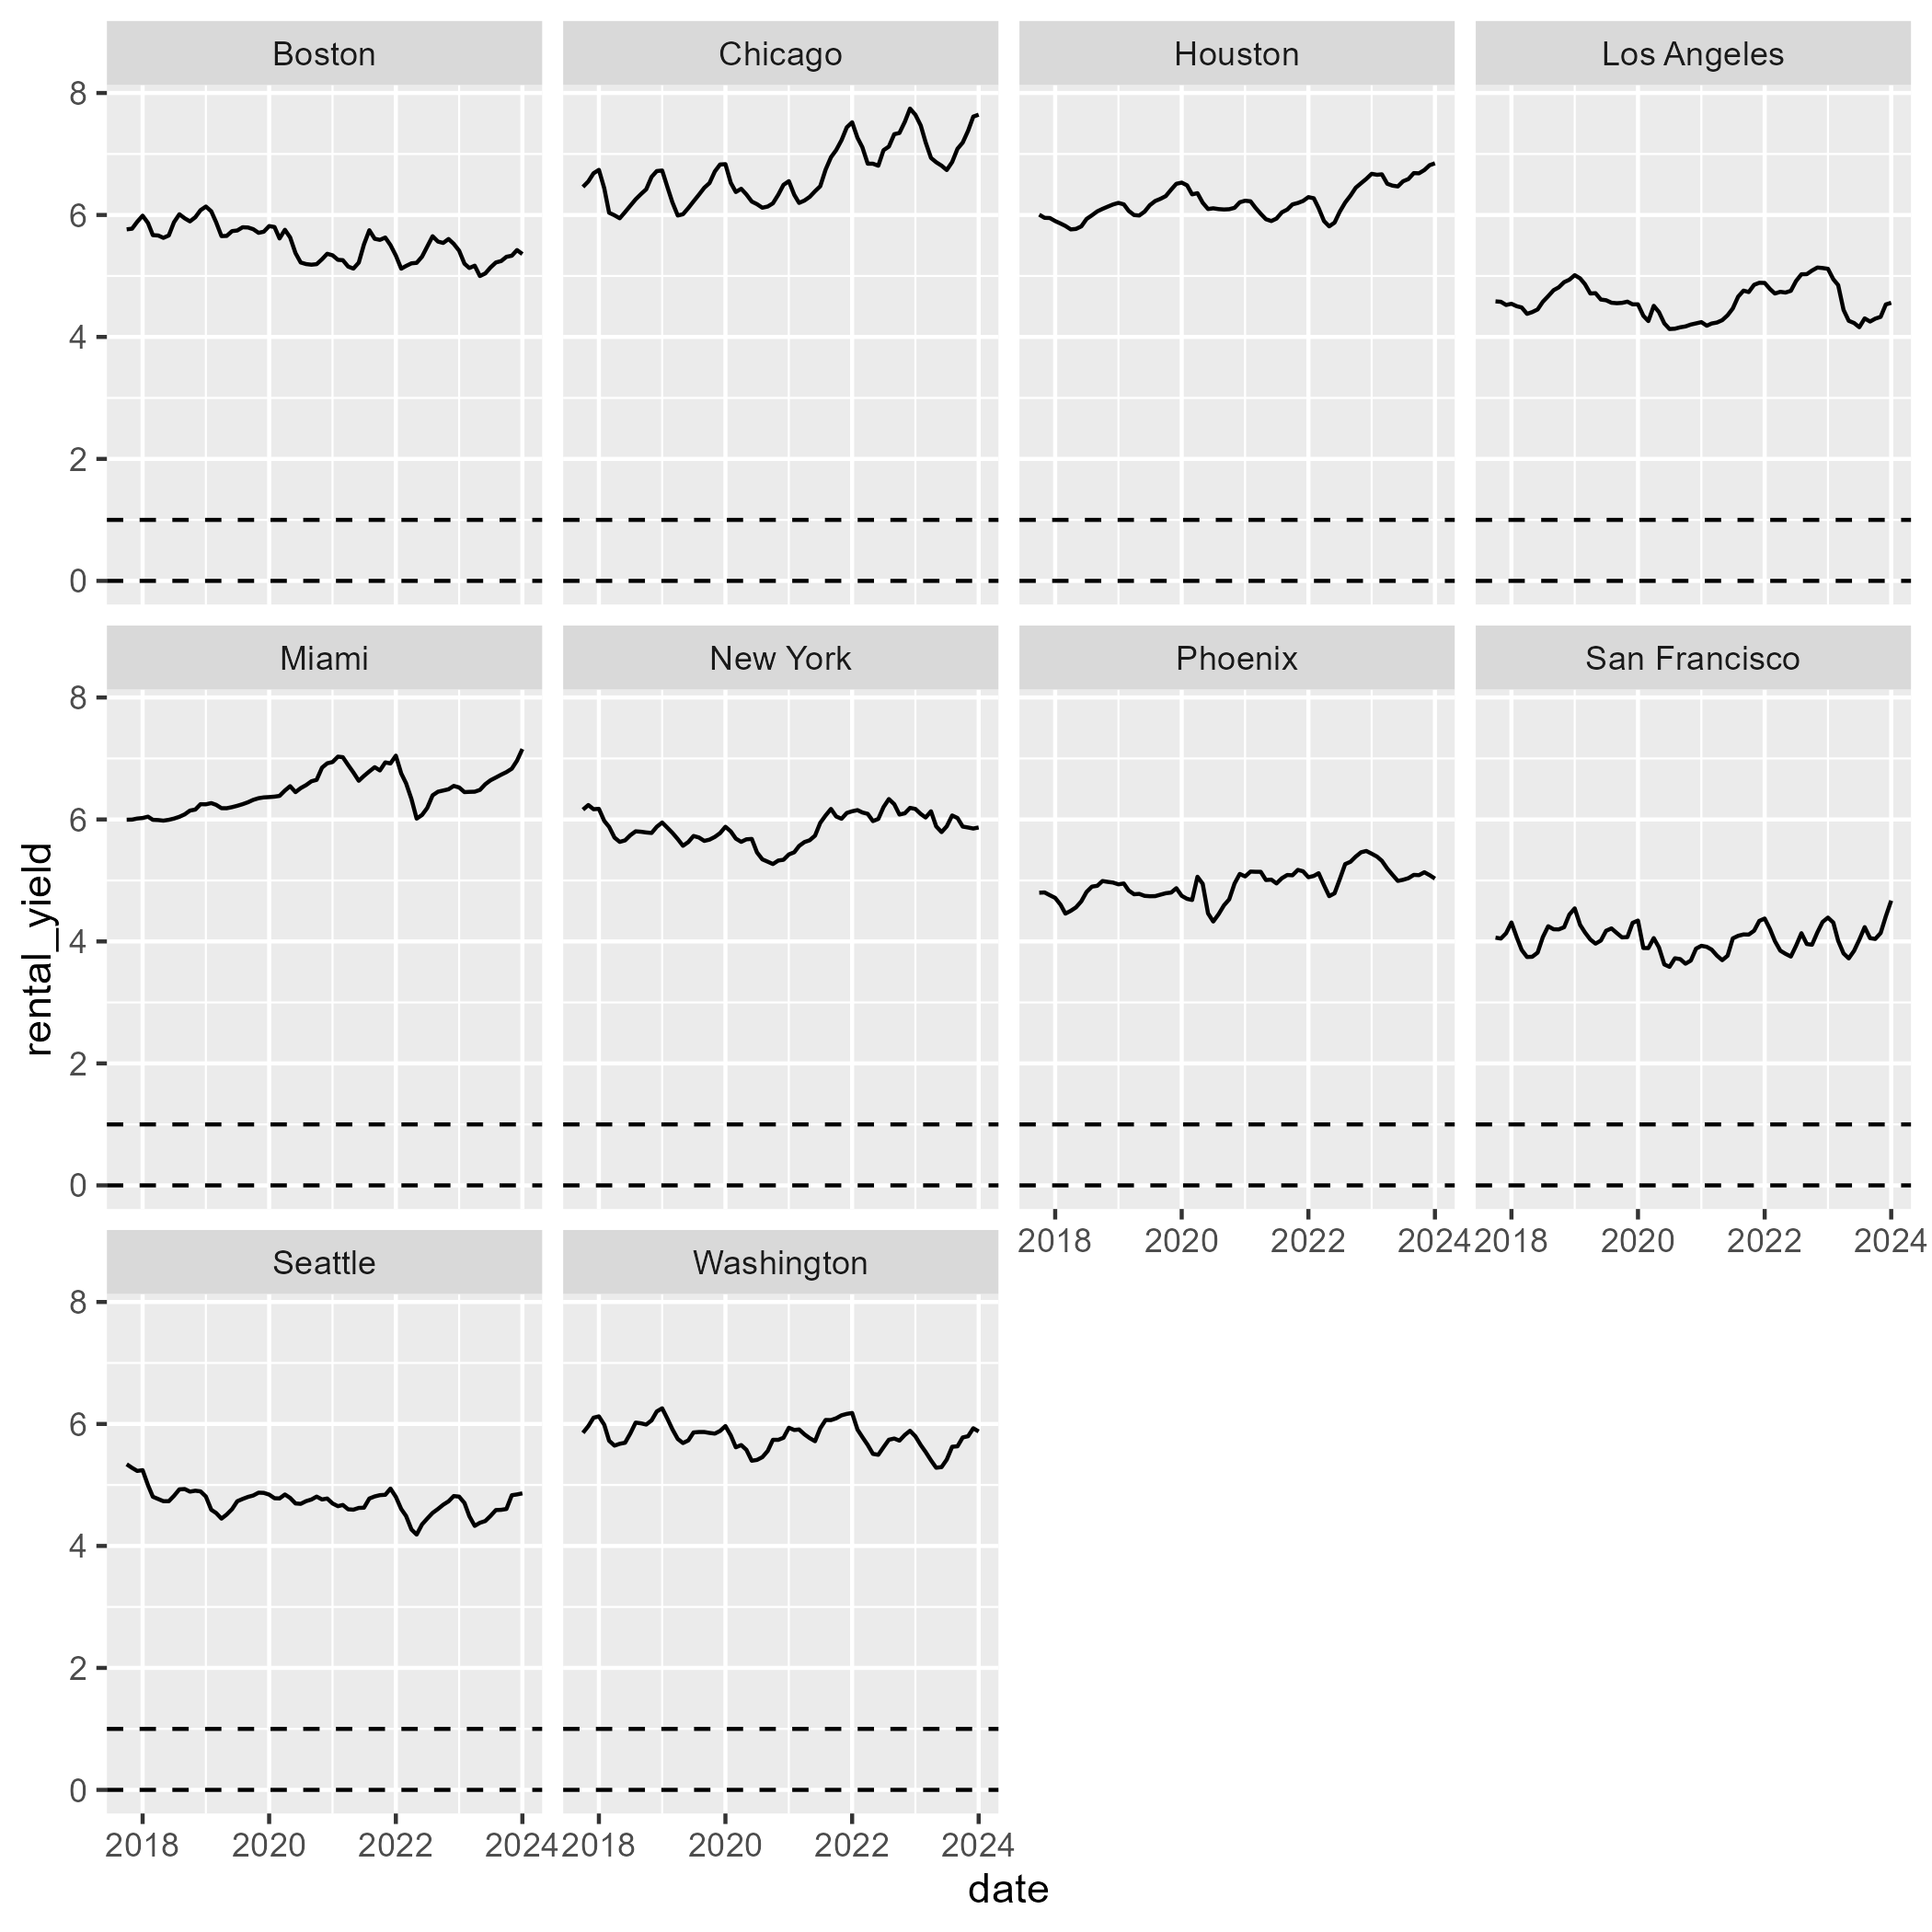 Boston Chicago Houston Los Angeles
8
6
4
2
0
Miami New York Phoenix San Francisco
8
6
4
2
0
2018 2020 2022 2024 2018 2020 2022 2024
Seattle Washington
8
6
4
2
0
2018 2020 2022 2024 2018 2020 2022 2024
date
rental_yield